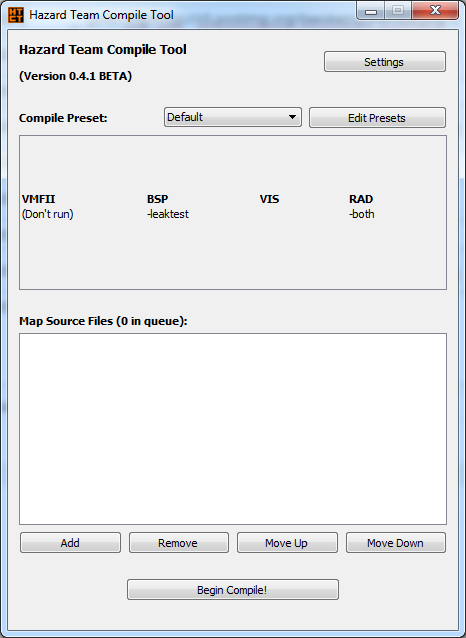 HT
CT
Hazard Team Compile Tool
Hazard Team Compile Tool
Settings
(Version 0.4.1 BETA)
Compile Preset:
Default
Edit Presets
VMFII BSP VIS RAD
(Don't run) -leaktest -both
Map Source Files (0 in queue):
Add Remove Move Up Move Down
Begin Compile!